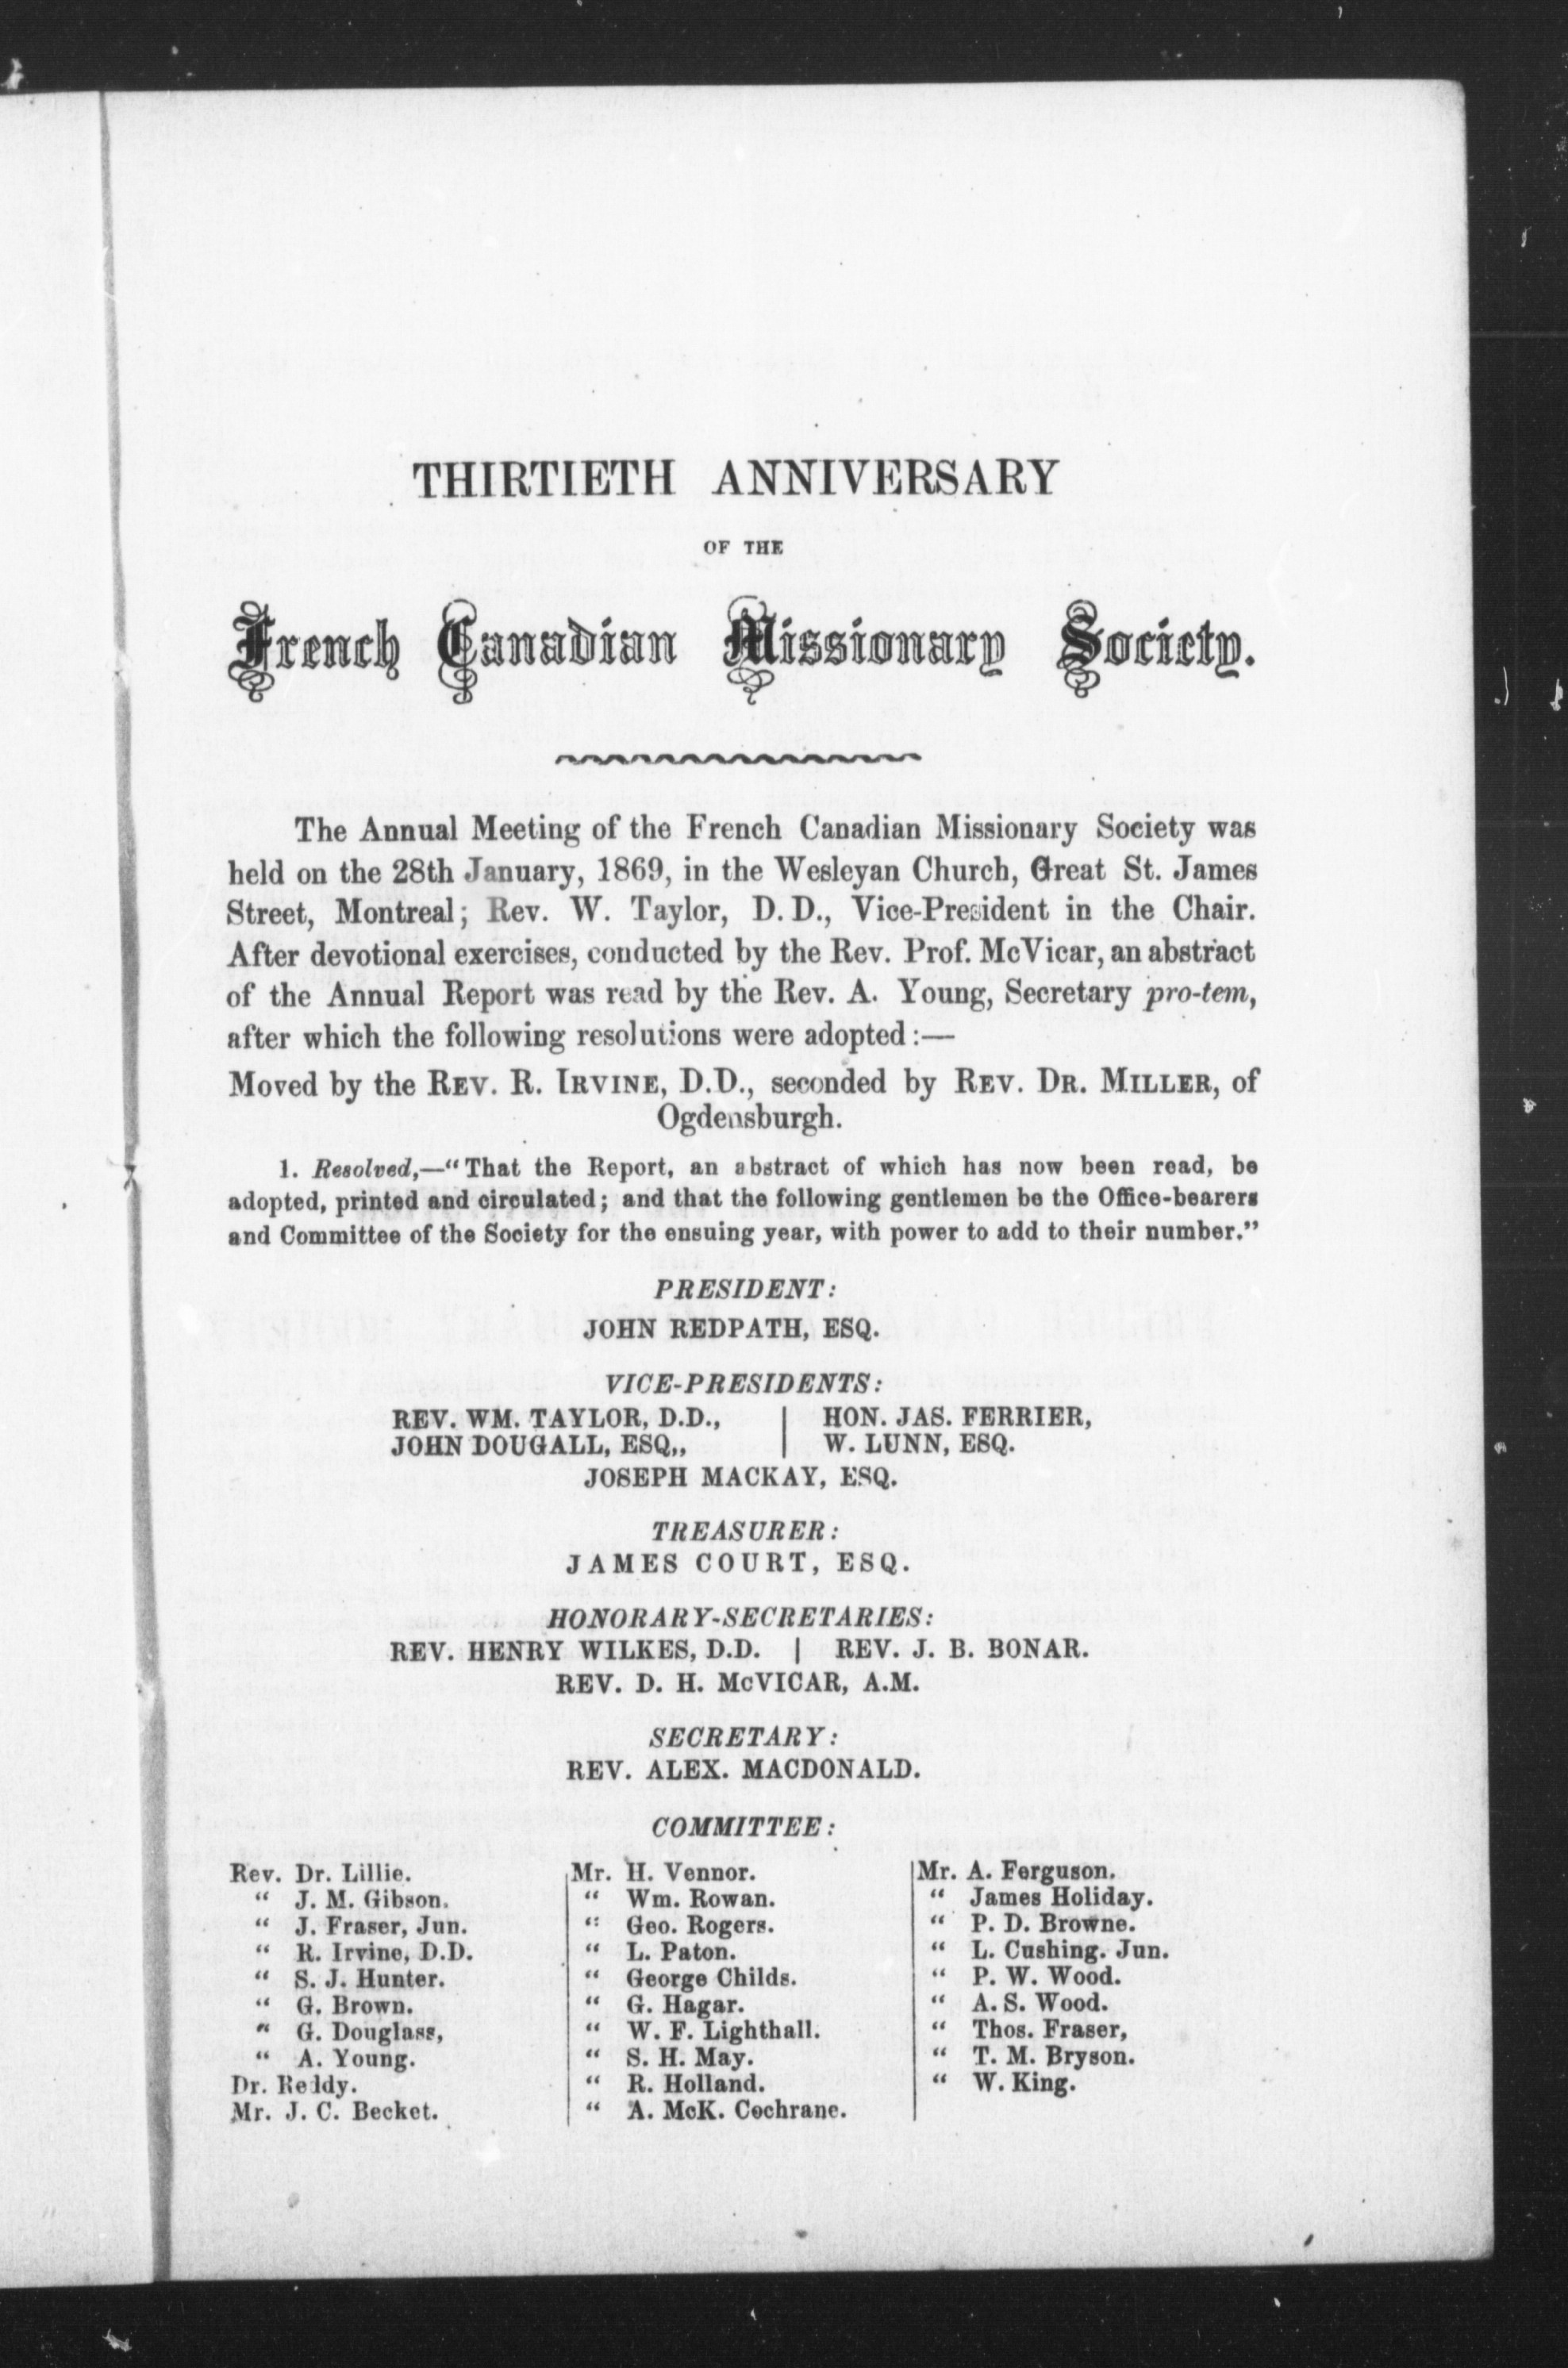 THIRTIETH ANNIVERSARY
OF THE
French Canadian Missionary Society.
The Annual Meeting of the French Canadian Missionary Society was
held on the 28th January, 1869, in the Wesleyan Church, Great St. James
Street, Montreal; Rev. W. Taylor, D. D., Vice-President in the Chair.
After devotional exercises, conducted by the Rev. Prof. McVicar, an abstract
of the Annual Report was read by the Rev. A. Young, Secretary pro-tem,
after which the following resolutions were adopted:—
Moved by the REV. R. IRVINE, D.D., seconded by REV. DR. MILLER, of
Ogdensburgh.
1. Resolved,—“That the Report, an abstract of which has now been read, be
adopted, printed and circulated; and that the following gentlemen be the Office-bearers
and Committee of the Society for the ensuing year, with power to add to their number.”
PRESIDENT:
JOHN REDPATH, ESQ.
VICE-PRESIDENTS:
REV. WM. TAYLOR, D.D., | HON. JAS. FERRIER,
JOHN DOUGALL, ESQ,, | W. LUNN, ESQ.
JOSEPH MACKAY, ESQ.
TREASURER:
JAMES COURT, ESQ.
HONORARY-SECRETARIES:
REV. HENRY WILKES, D.D. | REV. J. B. BONAR.
REV. D. H. McVICAR, A.M.
SECRETARY:
REV. ALEX. MACDONALD.
COMMITTEE:
Rev. Dr. Lillie.
“ J. M. Gibson.
“ J. Fraser, Jun.
“ R. Irvine, D.D.
“ S. J. Hunter.
“ G. Brown.
“ G. Douglass,
“ A. Young.
Dr. Reddy.
Mr. J. C. Becket.
Mr. H. Vennor.
“ Wm. Rowan.
“ Geo. Rogers.
“ L. Paton.
“ George Childs.
“ G. Hagar.
“ W. F. Lighthall.
“ S. H. May.
“ R. Holland.
“ A. McK. Cochrane.
Mr. A. Ferguson.
“ James Holiday.
“ P. D. Browne.
“ L. Cushing. Jun.
“ P. W. Wood.
“ A. S. Wood.
“ Thos. Fraser,
“ T. M. Bryson.
“ W. King.